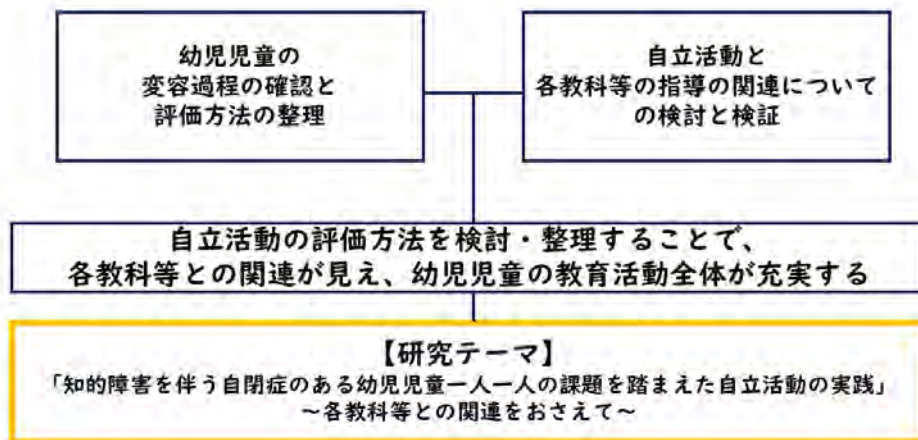 幼児児童の
変容過程の確認と
評価方法の整理
自立活動と
各教科等の指導の関連について
の検討と検証
自立活動の評価方法を検討・整理することで、
各教科等との関連が見え、幼児児童の教育活動全体が充実する
【研究テーマ】
「知的障害を伴う自閉症のある幼児児童一人一人の課題を踏まえた自立活動の実践」
～各教科等との関連をおさえて～